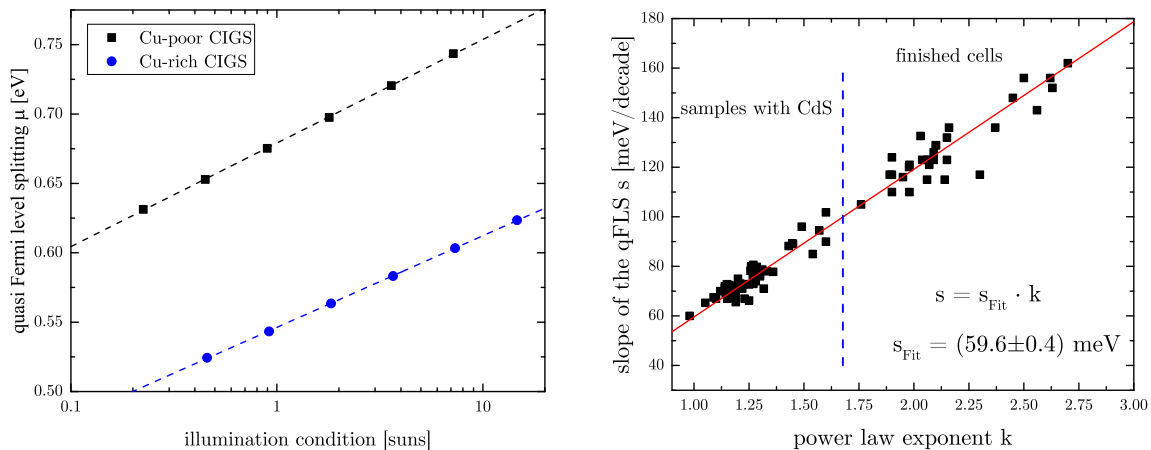 quasi Fermi level splitting μ [eV]
0.75
0.70
0.65
0.60
0.55
0.50
Cu-poor CIGS
Cu-rich CIGS
0.1
1
10
illumination condition [suns]
slope of the qFLS s [meV/decade]
160
140
120
100
80
60
40
finished cells
samples with CdS
s = s_Fit · k
s_Fit = (59.6±0.4) meV
1.00
1.25
1.50
1.75
2.00
2.25
2.50
2.75
3.00
power law exponent k